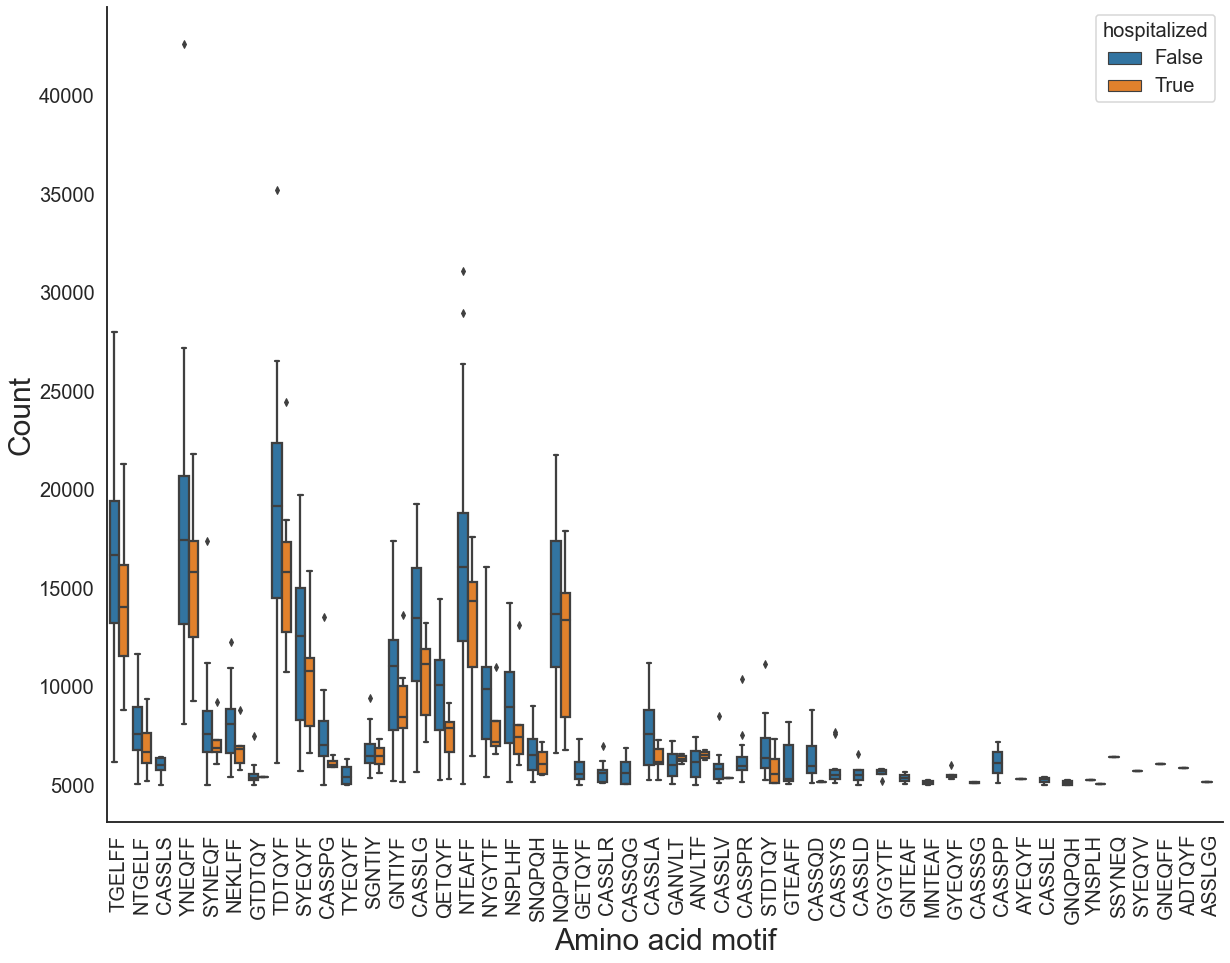 hospitalized
False
True
Count
40000
35000
30000
25000
20000
15000
10000
5000
TGELFF
NTGELF
CASSLS
YNEQFF
SYNEQF
NEKLFF
GTDTQY
TDTQYF
SYEQYF
CASSPG
TYEQYF
SGNTIY
GNTIYF
CASSLG
QETQYF
NTEAFF
NYGYTF
NSPLHF
SNQPQH
NQPQHF
GETQYF
CASSLR
CASSQG
CASSLA
GANVLT
ANVLTF
CASSLV
CASSPR
STDTQY
GTEAFF
CASSQD
CASSYS
CASSLD
GYGYTF
GNTEAF
MNTEAF
GYEQYF
CASSSG
AYEQYF
CASSPP
CASSLE
GNQPQH
YNSPLH
SSYNEQ
SYEQYV
GNEQFF
ADTQYF
ASSLGG
Amino acid motif